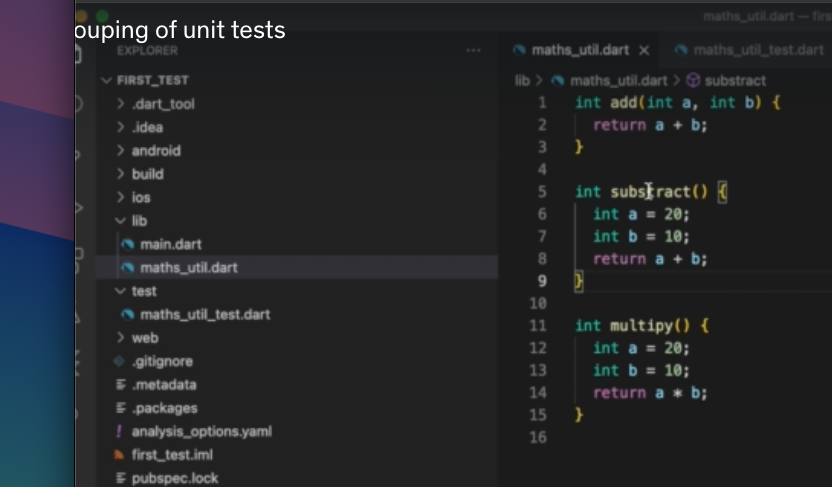 ouping of unit tests
maths_util.dart — firs
EXPLORER
FIRST_TEST
.dart_tool
.idea
android
build
ios
lib
main.dart
maths_util.dart
test
maths_util_test.dart
web
.gitignore
.metadata
.packages
analysis_options.yaml
first_test.iml
pubspec.lock
maths_util.dart
maths_util_test.dart
lib > maths_util.dart > substract
1 int add(int a, int b) {
2 return a + b;
3 }
4
5 int substract() {
6 int a = 20;
7 int b = 10;
8 return a + b;
9 }
10
11 int multipy() {
12 int a = 20;
13 int b = 10;
14 return a * b;
15 }
16